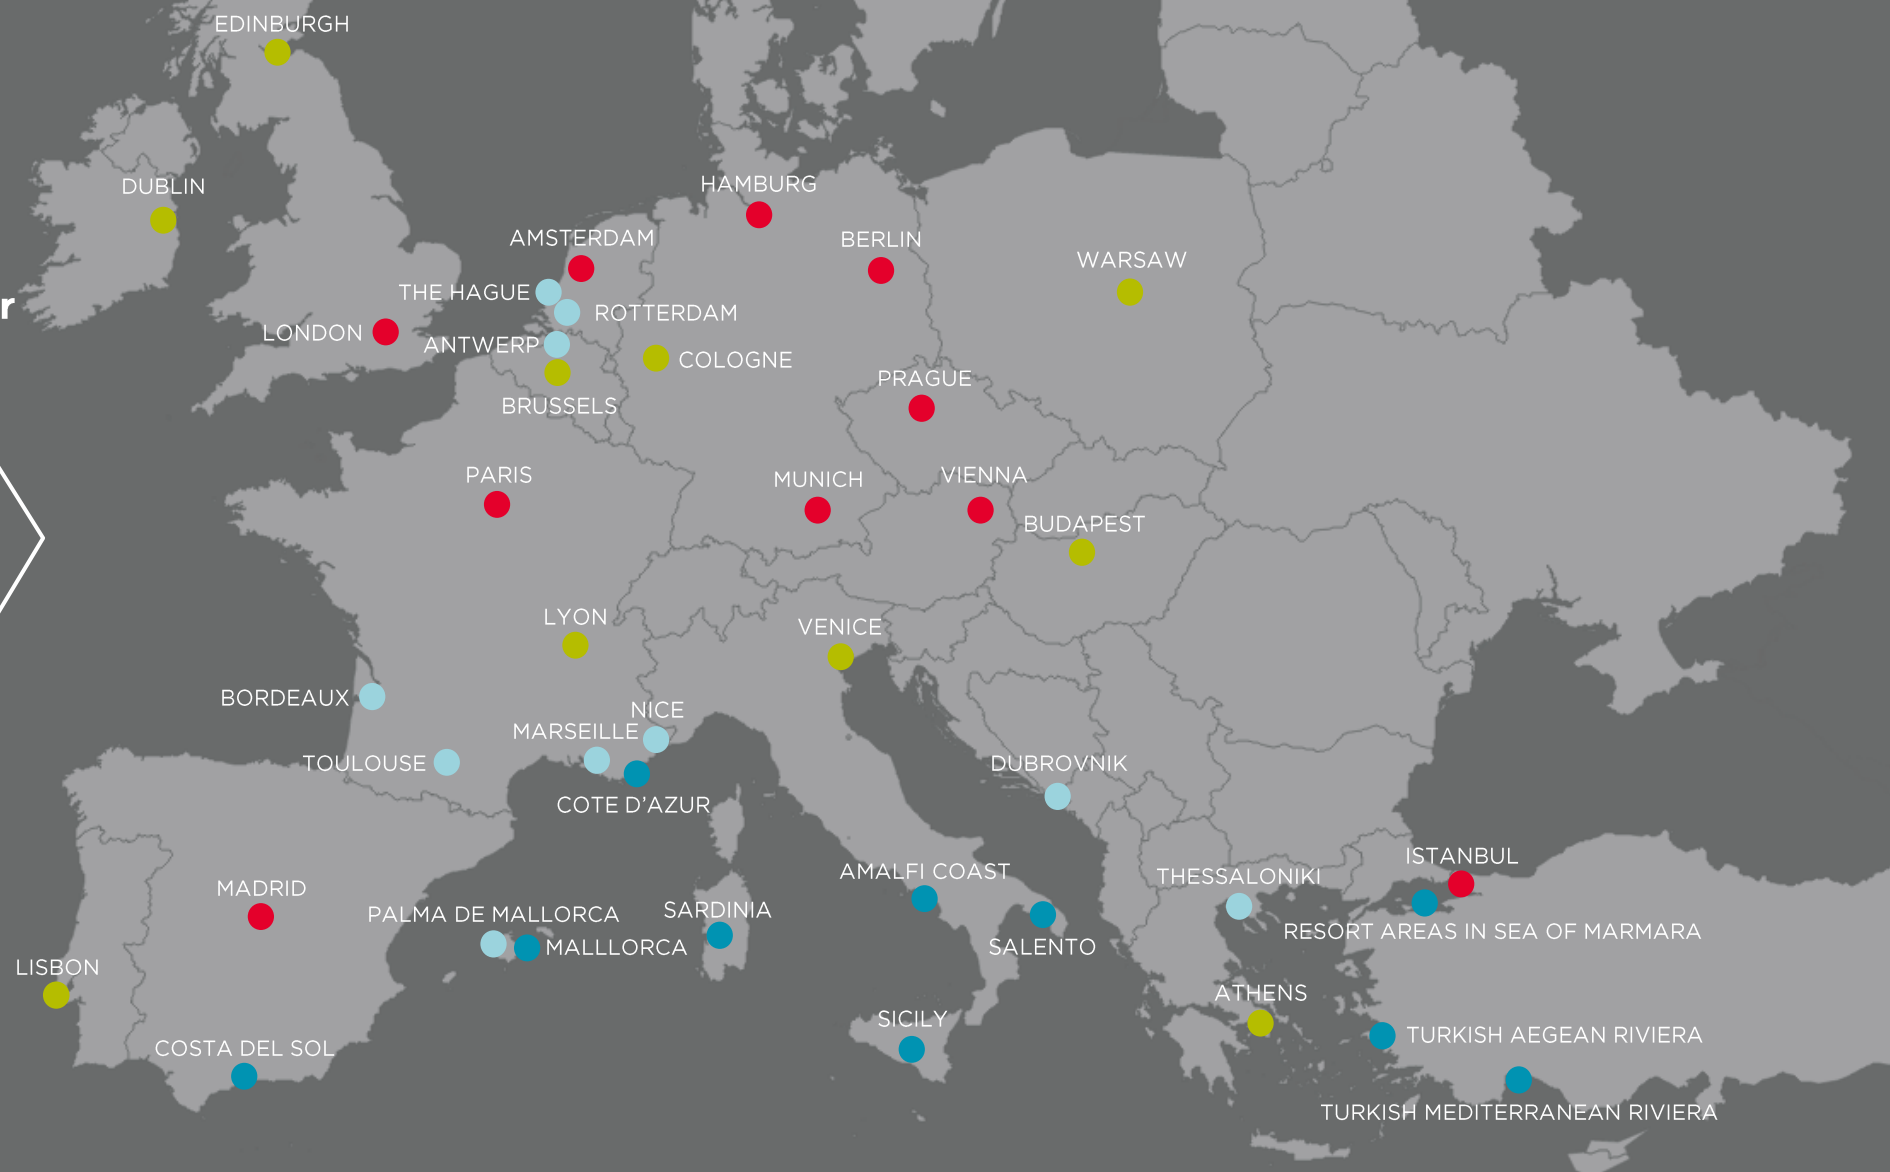 EDINBURGH
DUBLIN
HAMBURG
AMSTERDAM
BERLIN
WARSAW
THE HAGUE
r
ROTTERDAM
LONDON
ANTWERP
COLOGNE
PRAGUE
BRUSSELS
PARIS
MUNICH
VIENNA
BUDAPEST
LYON
VENICE
BORDEAUX
NICE
MARSEILLE
TOULOUSE
DUBROVNIK
COTE D'AZUR
ISTANBUL
AMALFI COAST
THESSALONIKI
MADRID
SARDINIA
PALMA DE MALLORCA
RESORT AREAS IN SEA OF MARMARA
MALLLORCA
SALENTO
LISBON
ATHENS
SICILY
TURKISH AEGEAN RIVIERA
COSTA DEL SOL
TURKISH MEDITERRANEAN RIVIERA